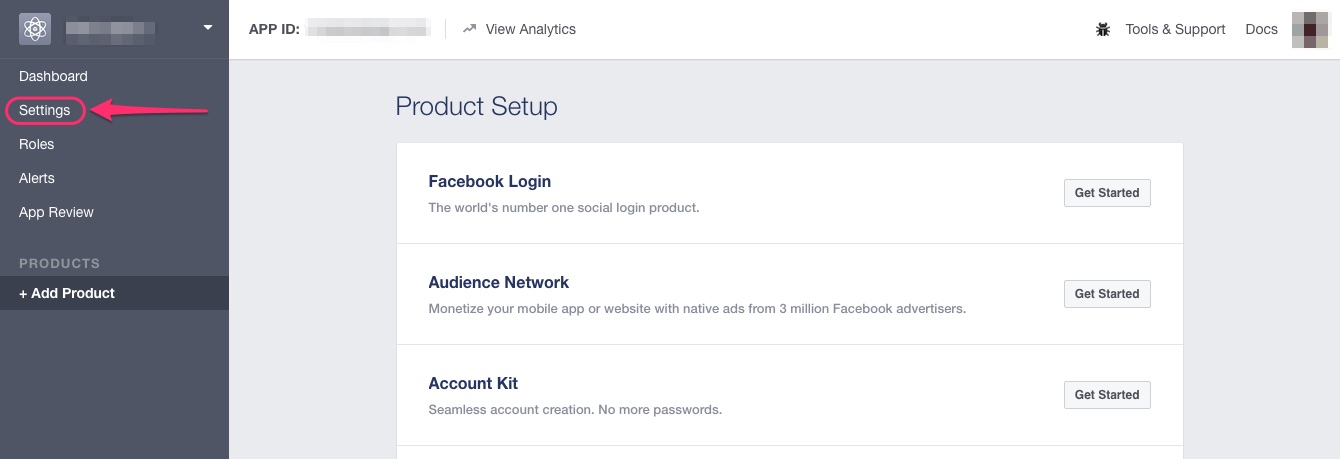 APP ID:
View Analytics
Tools & Support
Docs
Dashboard
Settings
Roles
Alerts
App Review
PRODUCTS
+ Add Product
Product Setup
Facebook Login
The world's number one social login product.
Get Started
Audience Network
Monetize your mobile app or website with native ads from 3 million Facebook advertisers.
Get Started
Account Kit
Seamless account creation. No more passwords.
Get Started